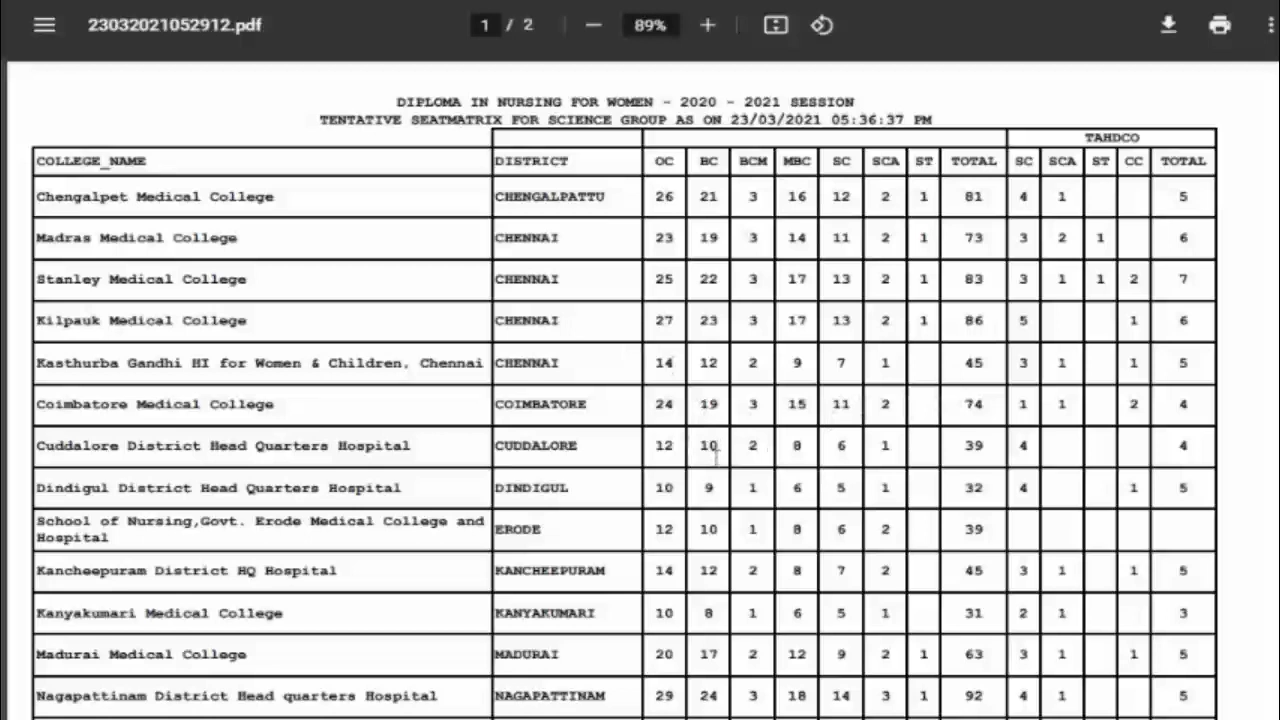 23032021052912.pdf 1 / 2 89%
DIPLOMA IN NURSING FOR WOMEN - 2020 - 2021 SESSION
TENTATIVE SEATMATRIX FOR SCIENCE GROUP AS ON 23/03/2021 05:36:37 PM
TAHDCO
COLLEGE_NAME DISTRICT OC BC BCM MBC SC SCA ST TOTAL SC SCA ST CC TOTAL
Chengalpet Medical College CHENGALPATTU 26 21 3 16 12 2 1 81 4 1 5
Madras Medical College CHENNAI 23 19 3 14 11 2 1 73 3 2 1 6
Stanley Medical College CHENNAI 25 22 3 17 13 2 1 83 3 1 1 2 7
Kilpauk Medical College CHENNAI 27 23 3 17 13 2 1 86 5 1 6
Kasthurba Gandhi HI for Women & Children, Chennai CHENNAI 14 12 2 9 7 1 45 3 1 1 5
Coimbatore Medical College COIMBATORE 24 19 3 15 11 2 74 1 1 2 4
Cuddalore District Head Quarters Hospital CUDDALORE 12 10 2 8 6 1 39 4 4
Dindigul District Head Quarters Hospital DINDIGUL 10 9 1 6 5 1 32 4 1 5
School of Nursing,Govt. Erode Medical College and
Hospital ERODE 12 10 1 8 6 2 39
Kancheepuram District HQ Hospital KANCHEEPURAM 14 12 2 8 7 2 45 3 1 1 5
Kanyakumari Medical College KANYAKUMARI 10 8 1 6 5 1 31 2 1 3
Madurai Medical College MADURAI 20 17 2 12 9 2 1 63 3 1 1 5
Nagapattinam District Head quarters Hospital NAGAPATTINAM 29 24 3 18 14 3 1 92 4 1 5